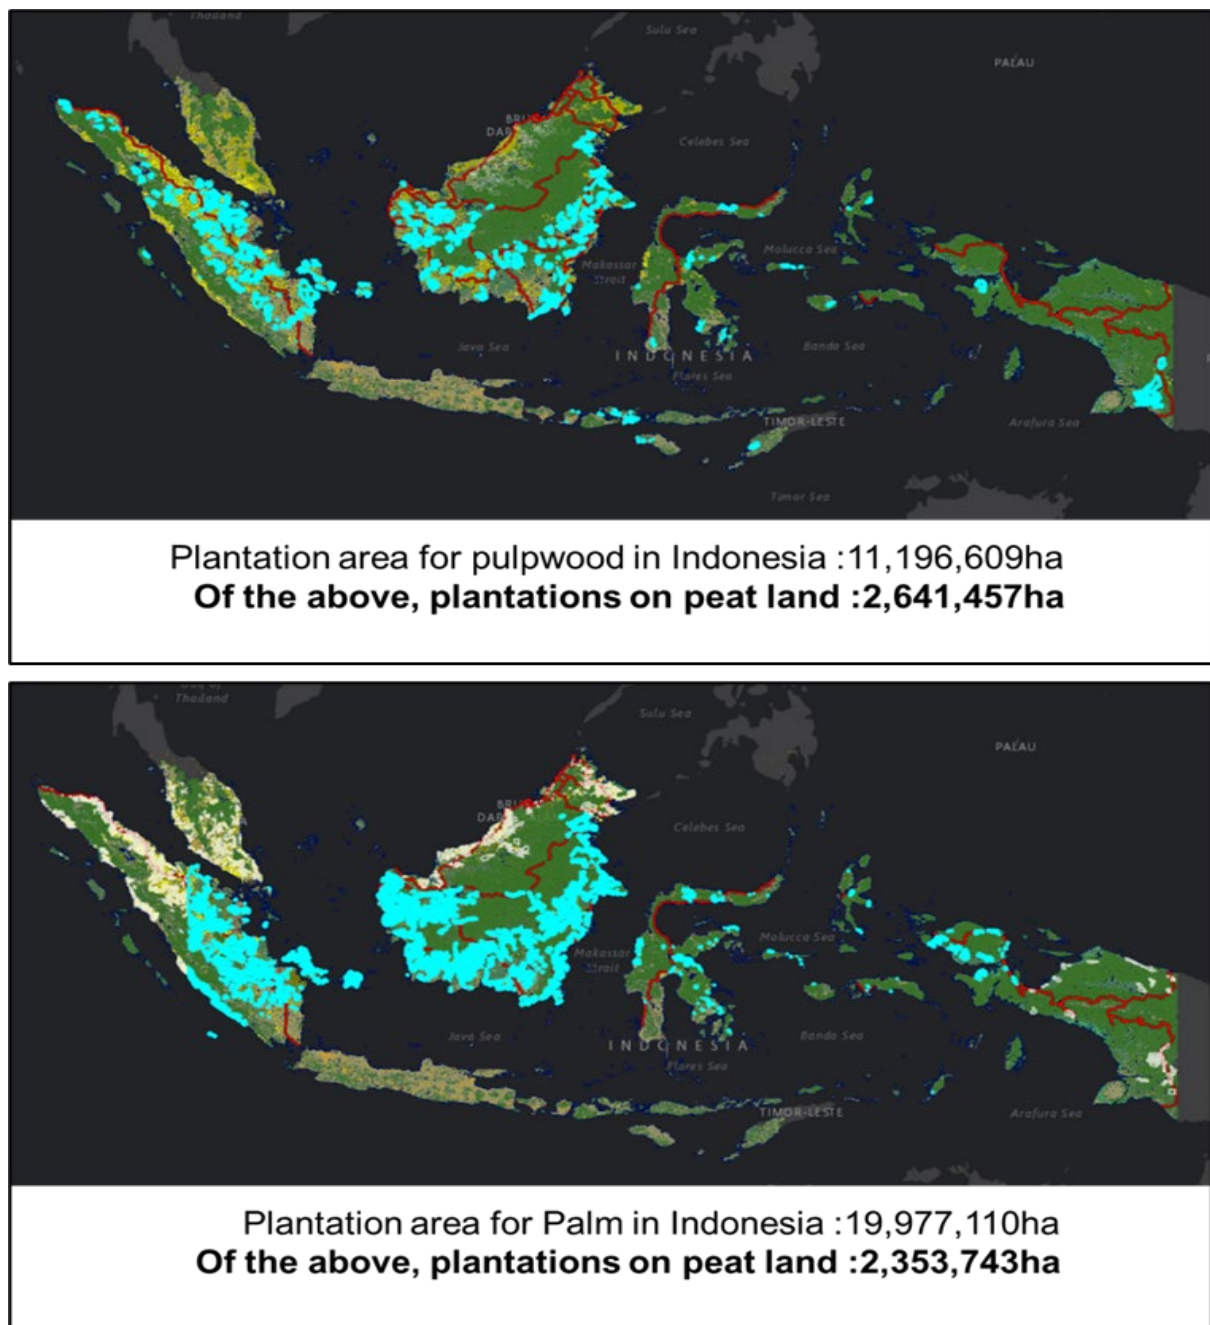 Thailand
Sulu Sea
PALAU
Celebes Sea
Molucca Sea
Makassar
Strait
Java Sea
Banda Sea
INDONESIA
Flores Sea
TIMOR-LESTE
Arafura Sea
Timor Sea
Plantation area for pulpwood in Indonesia :11,196,609ha
Of the above, plantations on peat land :2,641,457ha
Gulf of
Thailand
Sulu Sea
PALAU
Celebes Sea
Molucca Sea
Makassar
Strait
Java Sea
Banda Sea
INDONESIA
Flores Sea
TIMOR-LESTE
Arafura Sea
Plantation area for Palm in Indonesia :19,977,110ha
Of the above, plantations on peat land :2,353,743ha